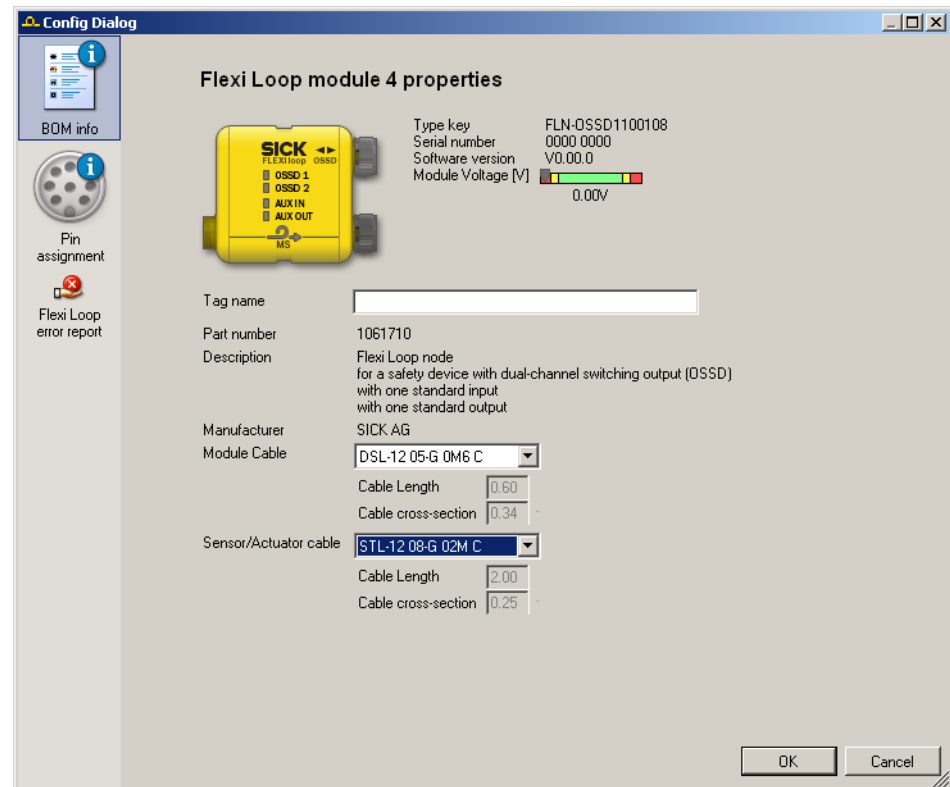 Config Dialog
i
BOM info
i
Pin
assignment
Flexi Loop
error report
Flexi Loop module 4 properties
SICK
FLEXI loop OSSD
OSSD 1
OSSD 2
AUX IN
AUX OUT
MS
Type key FLN-OSSD1100108
Serial number 0000 0000
Software version V0.00.0
Module Voltage [V]
0.00V
Tag name
Part number 1061710
Description Flexi Loop node
for a safety device with dual-channel switching output (OSSD)
with one standard input
with one standard output
Manufacturer SICK AG
Module Cable DSL-12 05-G 0M6 C
Cable Length 0.60
Cable cross-section 0.34
Sensor/Actuator cable STL-12 08-G 02M C
Cable Length 2.00
Cable cross-section 0.25
OK Cancel